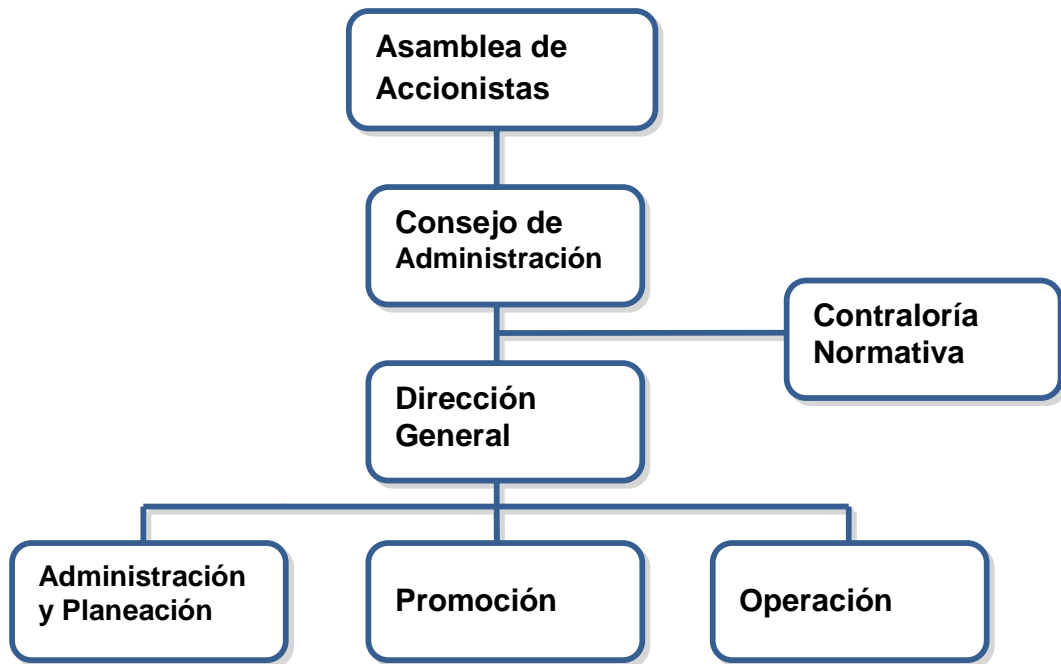 Asamblea de
Accionistas
Consejo de
Administración
Contraloría
Normativa
Dirección
General
Administración
y Planeación
Promoción
Operación